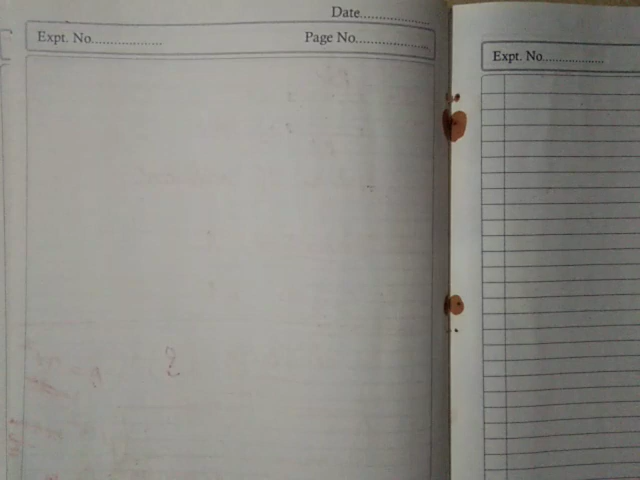 Date..................
Expt. No..................
Page No....................
Expt. No................